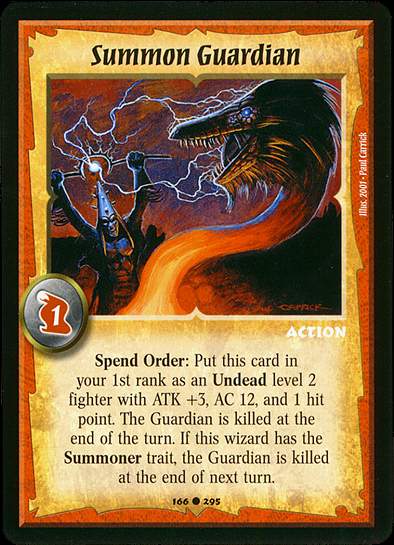 Summon Guardian
Illus. 2001 • Paul Carrick
CARRICK
ACTION
1
Spend Order: Put this card in
your 1st rank as an Undead level 2
fighter with ATK +3, AC 12, and 1 hit
point. The Guardian is killed at the
end of the turn. If this wizard has the
Summoner trait, the Guardian is killed
at the end of next turn.
166 ● 295